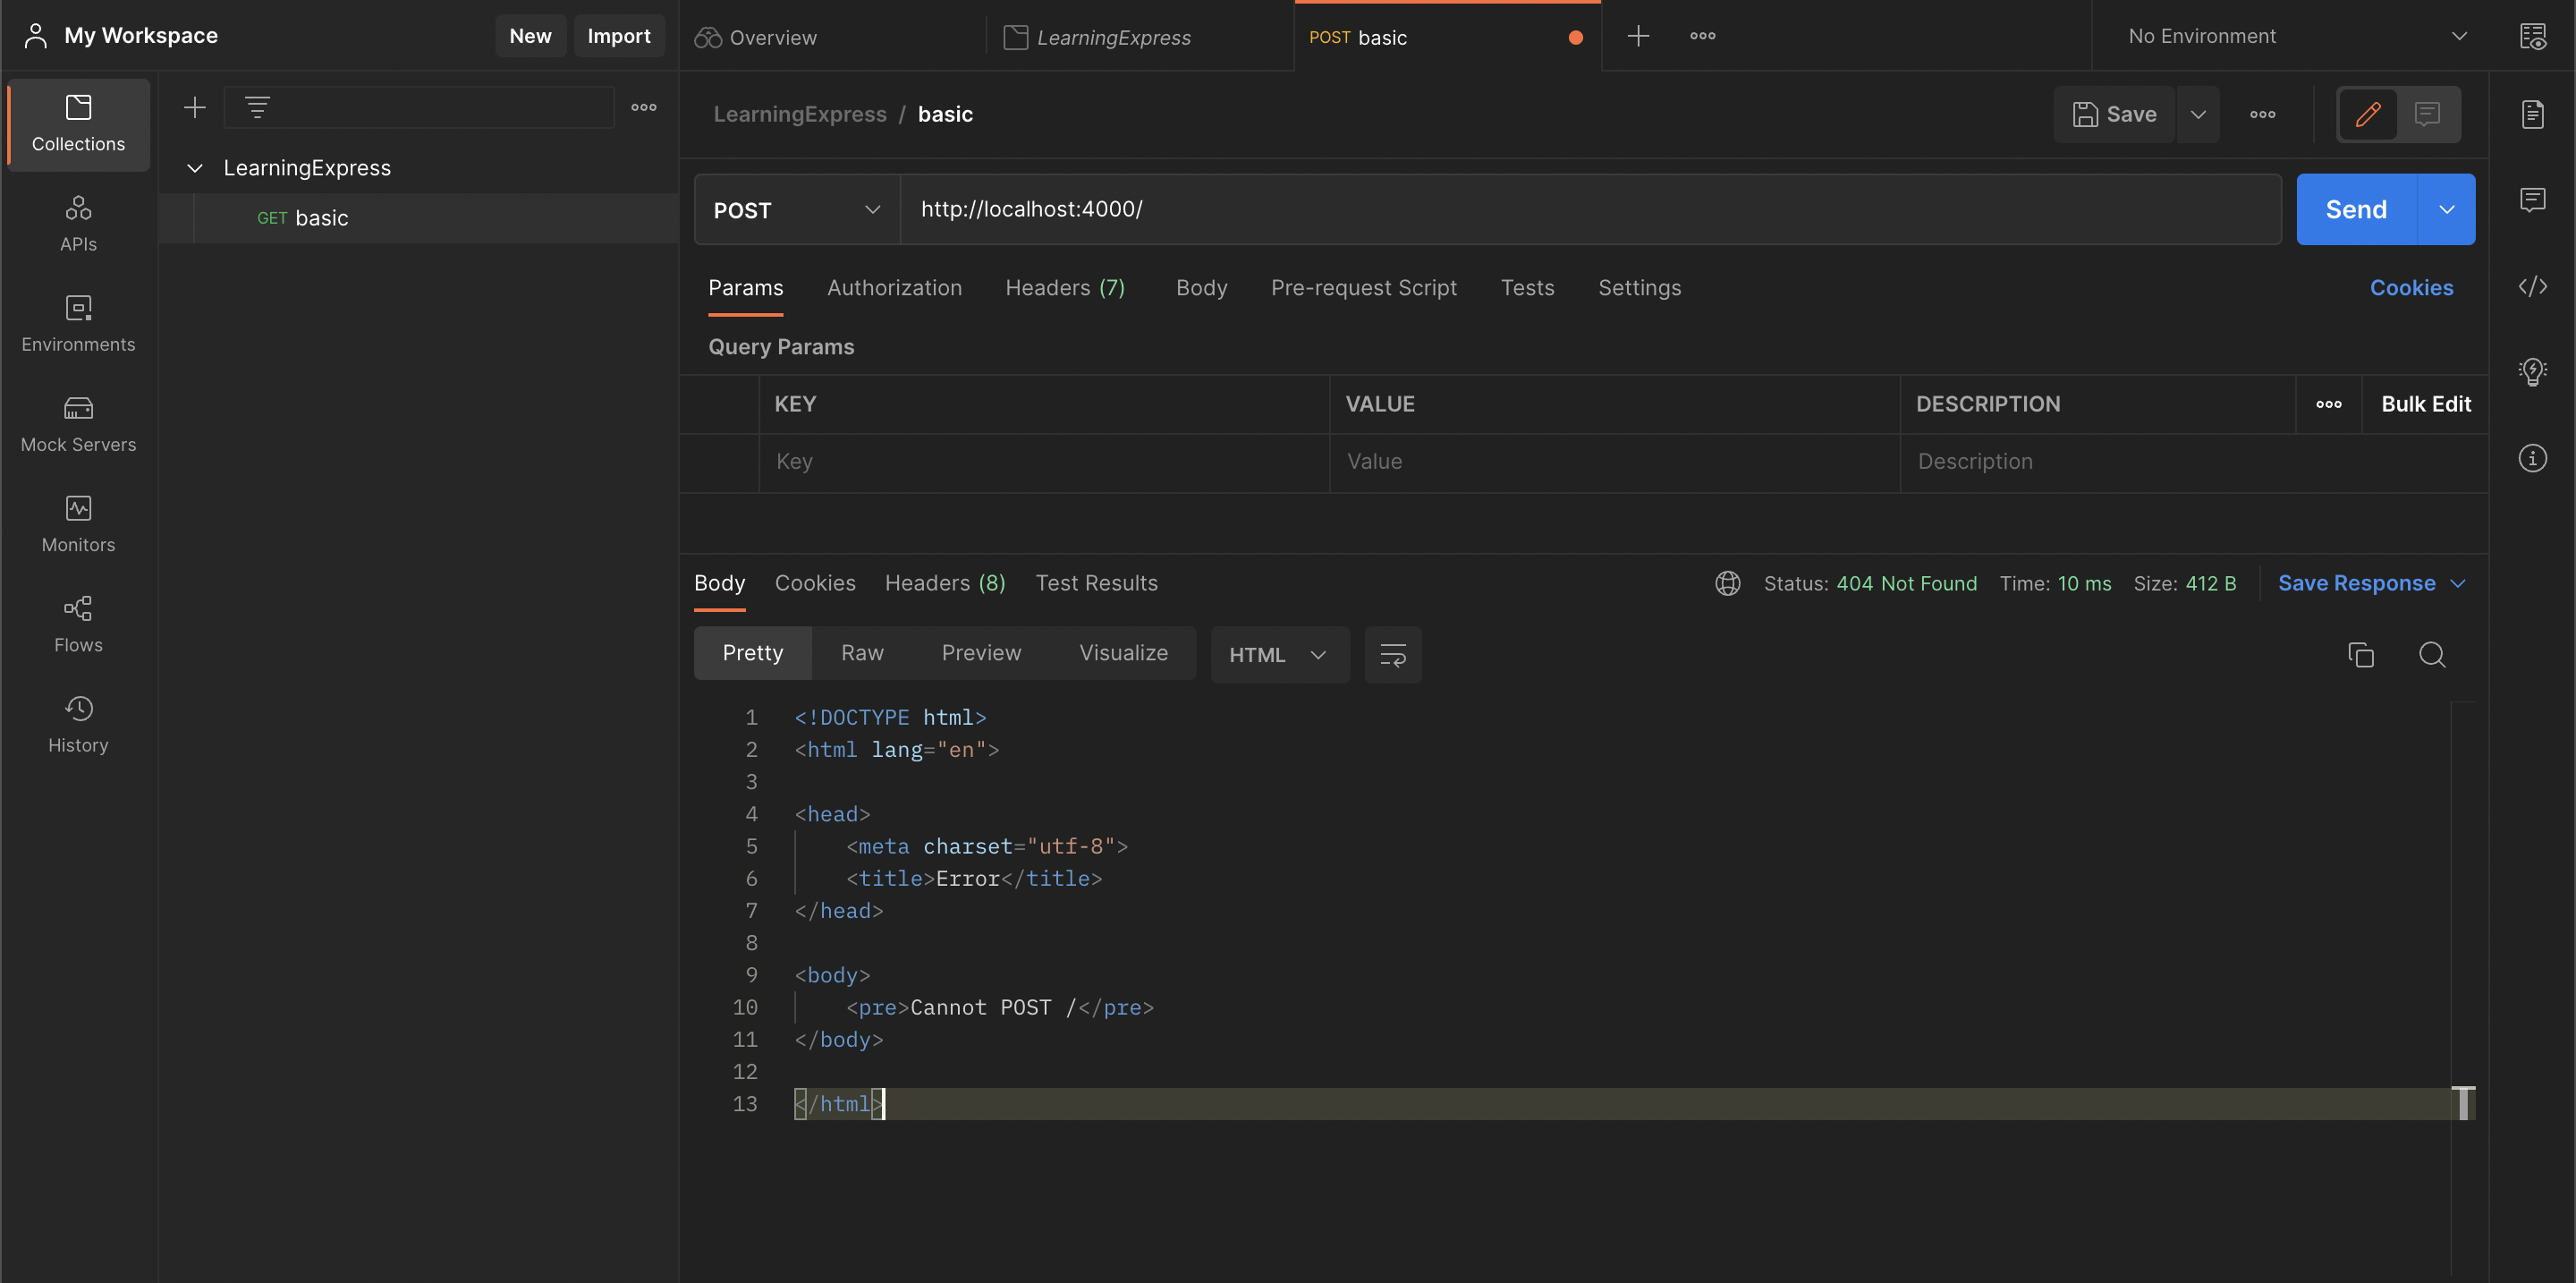 My Workspace
New
Import
Overview
LearningExpress
POST basic
No Environment
Collections
APIs
Environments
Mock Servers
Monitors
Flows
History
LearningExpress
GET basic
LearningExpress / basic
Save
POST
http://localhost:4000/
Send
Params
Authorization
Headers (7)
Body
Pre-request Script
Tests
Settings
Cookies
Query Params
KEY
VALUE
DESCRIPTION
Bulk Edit
Key
Value
Description
Body
Cookies
Headers (8)
Test Results
Status: 404 Not Found
Time: 10 ms
Size: 412 B
Save Response
Pretty
Raw
Preview
Visualize
HTML
1 <!DOCTYPE html>
2 <html lang="en">
3
4 <head>
5 <meta charset="utf-8">
6 <title>Error</title>
7 </head>
8
9 <body>
10 <pre>Cannot POST /</pre>
11 </body>
12
13 </html>